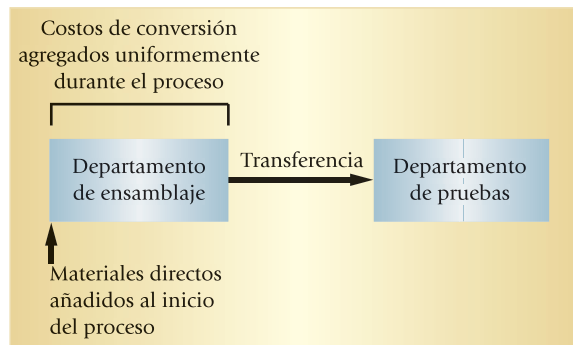 Costos de conversión
agregados uniformemente
durante el proceso
Departamento
de ensamblaje
Transferencia
Departamento
de pruebas
Materiales directos
añadidos al inicio
del proceso